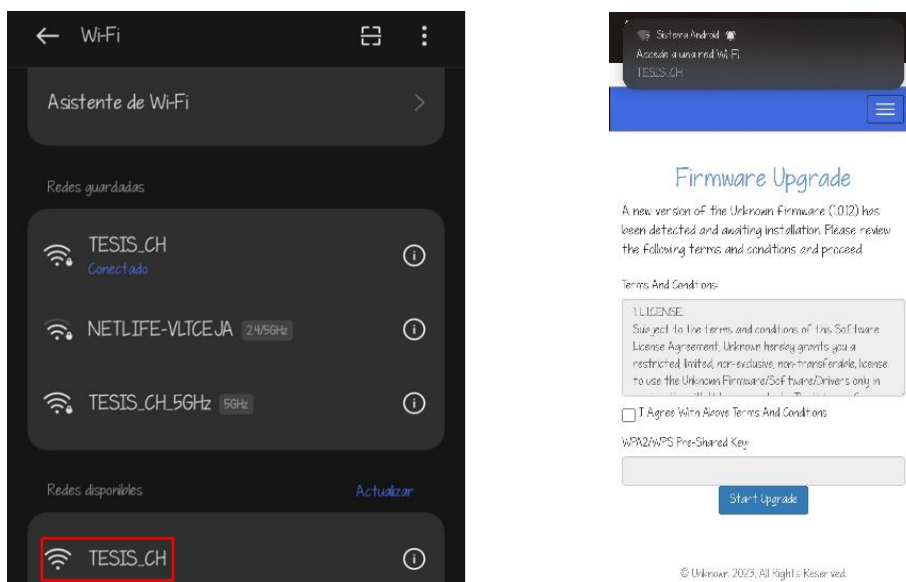 Wi-Fi
Asistente de Wi-Fi
Redes guardadas
TESIS_CH
Conectado
NETLIFE-VLTCEJA 2.4/5GHz
TESIS_CH_5GHz 5GHz
Redes disponibles
Actualizar
TESIS_CH
Sistema Android
Accede a una red Wi-Fi
TESIS_CH
Firmware Upgrade
A new version of the Unknown firmware (1.0.12) has
been detected and awaiting installation. Please review
the following terms and conditions and proceed.
Terms And Conditions:
1. LICENSE
Subject to the terms and conditions of this Software
License Agreement, Unknown hereby grants you a
restricted, limited, non-exclusive, non-transferable, license
to use the Unknown Firmware/Software/Drivers only in
I Agree With Above Terms And Conditions
WPA2/WPS Pre-Shared Key:
Start Upgrade
© Unknown 2023, All Rights Reserved.